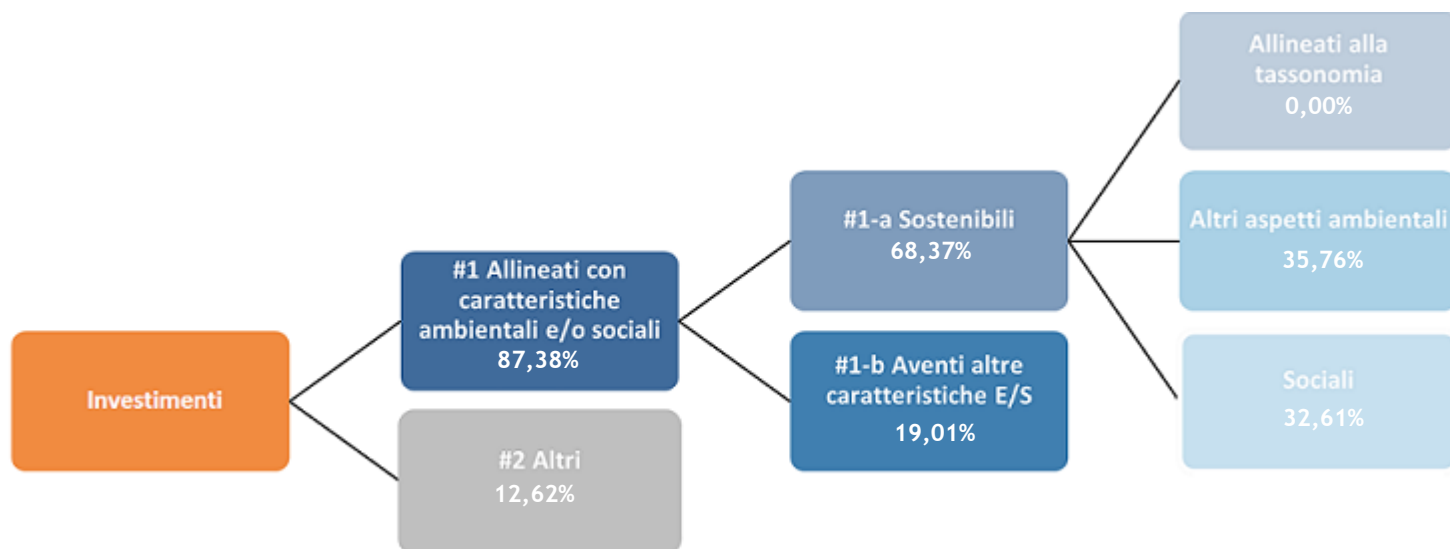 Investimenti
#1 Allineati con
caratteristiche
ambientali e/o sociali
87,38%
#2 Altri
12,62%
#1-a Sostenibili
68,37%
#1-b Aventi altre
caratteristiche E/S
19,01%
Allineati alla
tassonomia
0,00%
Altri aspetti ambientali
35,76%
Sociali
32,61%